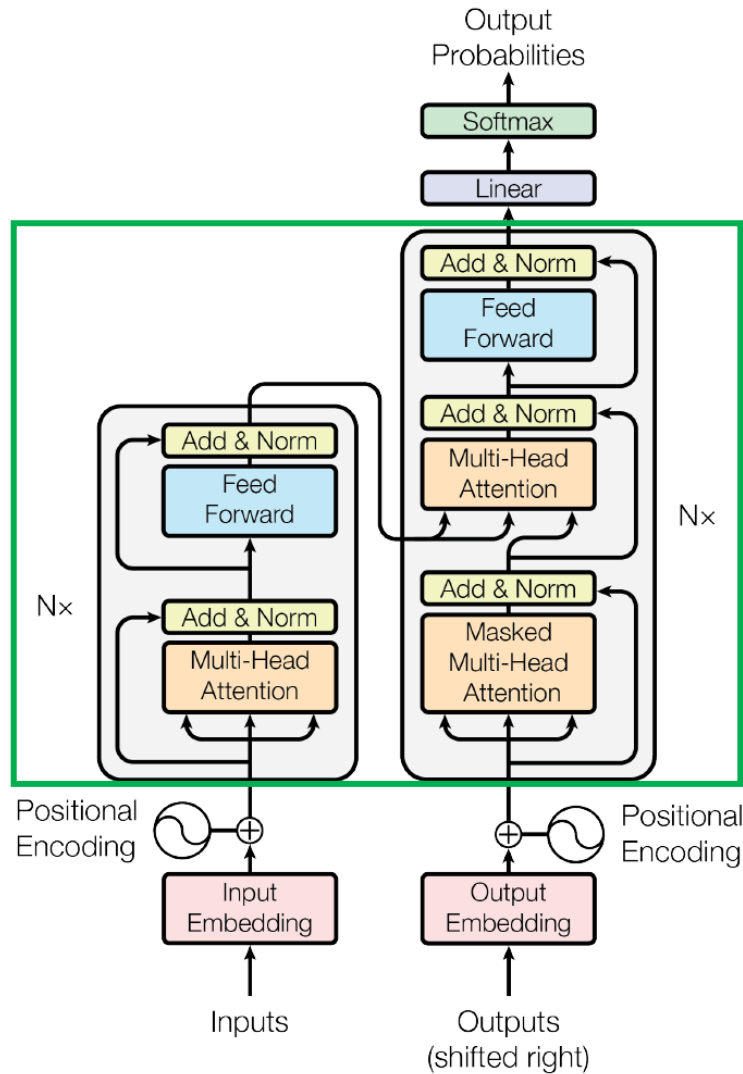 Output
Probabilities
Softmax
Linear
Add & Norm
Feed
Forward
Add & Norm
Multi-Head
Attention
Nx
Add & Norm
Masked
Multi-Head
Attention
Add & Norm
Feed
Forward
Nx
Add & Norm
Multi-Head
Attention
Positional
Encoding
Positional
Encoding
Input
Embedding
Output
Embedding
Inputs
Outputs
(shifted right)